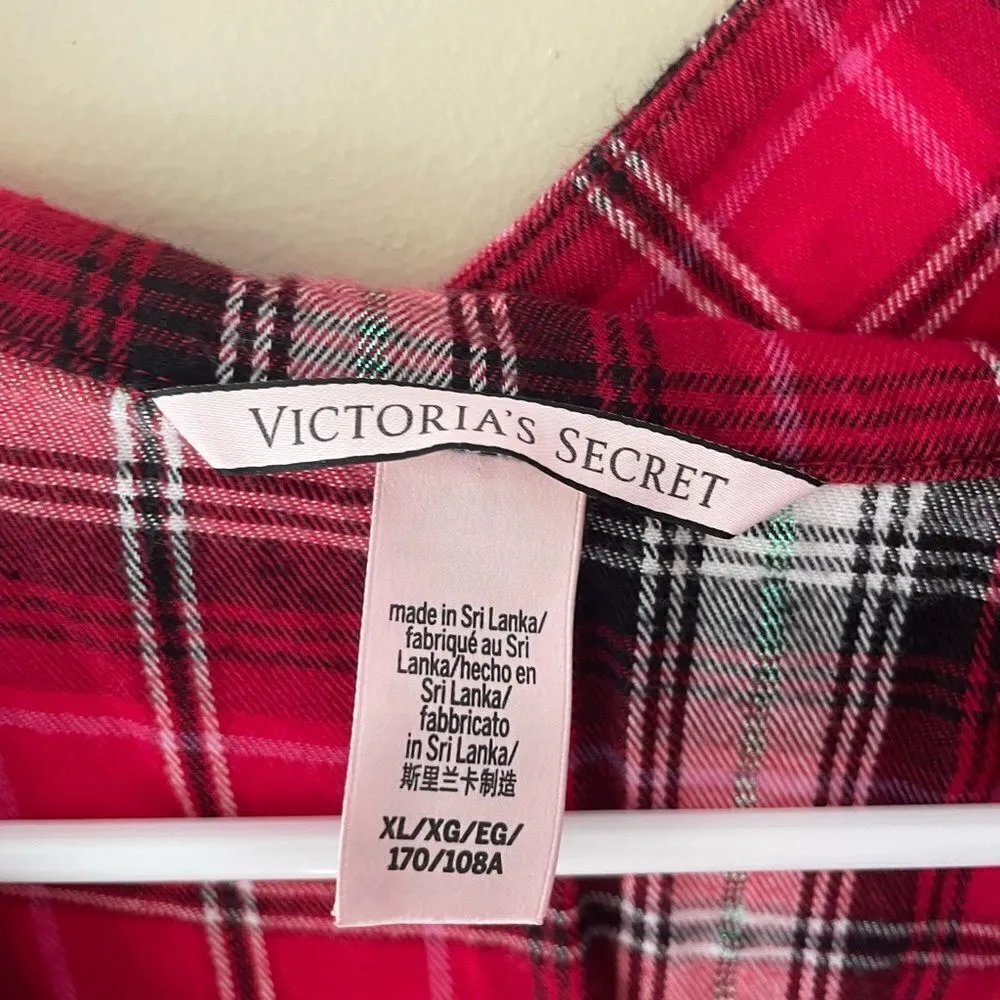 VICTORIA'S SECRET
made in Sri Lanka/
fabriqué au Sri
Lanka/hecho en
Sri Lanka/
fabbricato
in Sri Lanka/
斯里兰卡制造
XL/XG/EG/
170/108A